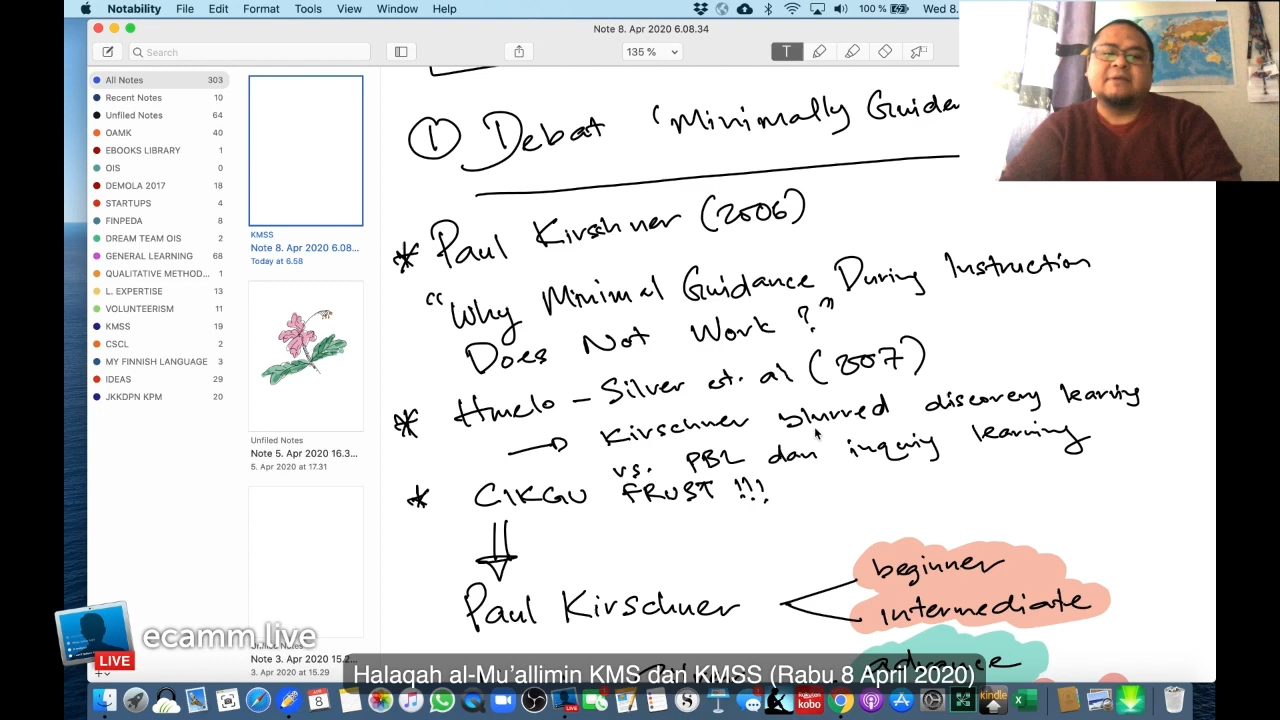 Notability File Edit Format Tools View Window Help 100 % Wed 8.
Note 8. Apr 2020 6.08.34
Search
135 %
T
All Notes 303
Recent Notes 10
Unfiled Notes 64
OAMK 40
EBOOKS LIBRARY 1
OIS 0
DEMOLA 2017 18
STARTUPS 4
FINPEDA 8
DREAM TEAM OIS 2
GENERAL LEARNING 68
QUALITATIVE METHOD... 1
L. EXPERTISE 13
VOLUNTEERISM 11
KMSS 19
CSCL 2
MY FINNISH LANGUAGE 3
IDEAS 29
JKKDPN KPM 20
KMSS
Note 8. Apr 2020 6.08...
Today at 6.58
Unfiled Notes
Note 5. Apr 2020 16.3...
5. Apr 2020 at 17.31
Note 3. Apr 2020 15.2...
3. Apr 2020 at 15.29
① Debat 'Minimally Guide
* Paul Kirschner (2006)
"Why Minimal Guidance During Instruction
Does Not Work ?"
* Hmelo - Silver est. al (2007)
→ Kirschner blurred discovery learning
vs. PBL dan inquiry learning
* CIKGU FRUST !!!
Paul Kirschner
beginner
intermediate
advance
ecamm live
LIVE
Halaqah al-Mu'allimin KMS dan KMSS (Rabu 8 April 2020)
Rakuten
kobo
kindle